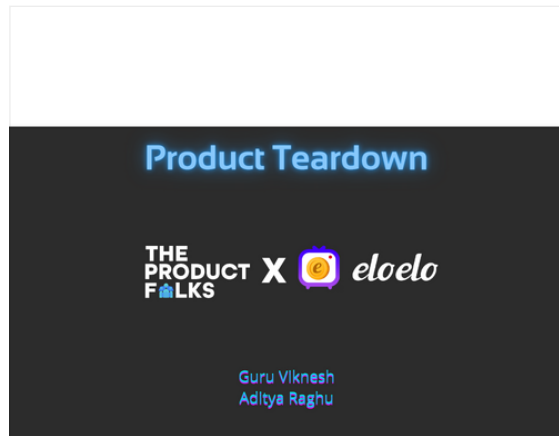 Product Teardown
THE
PRODUCT
FOLKS
X
e
eloelo
Guru Viknesh
Aditya Raghu